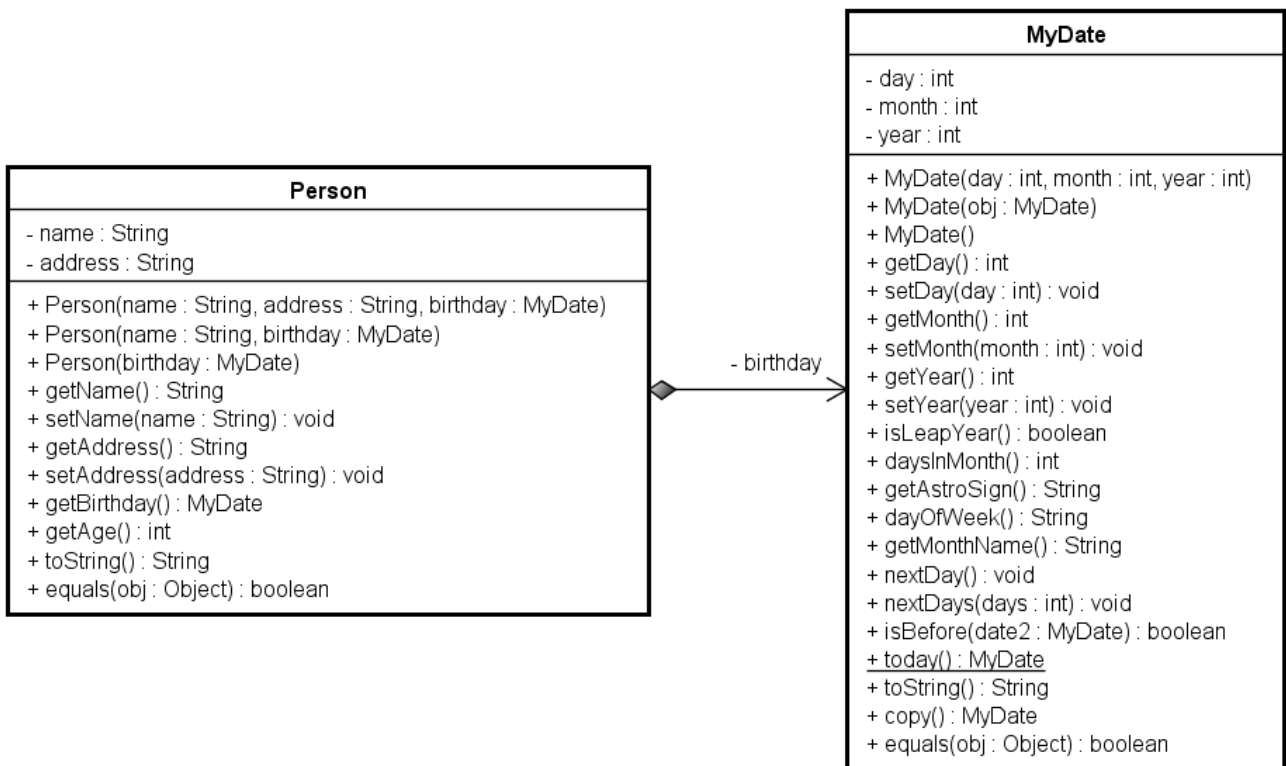 MyDate
- day : int
- month : int
- year : int
+ MyDate(day : int, month : int, year : int)
+ MyDate(obj : MyDate)
+ MyDate()
+ getDay() : int
+ setDay(day : int) : void
+ getMonth() : int
+ setMonth(month : int) : void
+ getYear() : int
+ setYear(year : int) : void
+ isLeapYear() : boolean
+ daysInMonth() : int
+ getAstroSign() : String
+ dayOfWeek() : String
+ getMonthName() : String
+ nextDay() : void
+ nextDays(days : int) : void
+ isBefore(date2 : MyDate) : boolean
+ today() : MyDate
+ toString() : String
+ copy() : MyDate
+ equals(obj : Object) : boolean
Person
- name : String
- address : String
+ Person(name : String, address : String, birthday : MyDate)
+ Person(name : String, birthday : MyDate)
+ Person(birthday : MyDate)
+ getName() : String
+ setName(name : String) : void
+ getAddress() : String
+ setAddress(address : String) : void
+ getBirthday() : MyDate
+ getAge() : int
+ toString() : String
+ equals(obj : Object) : boolean
- birthday